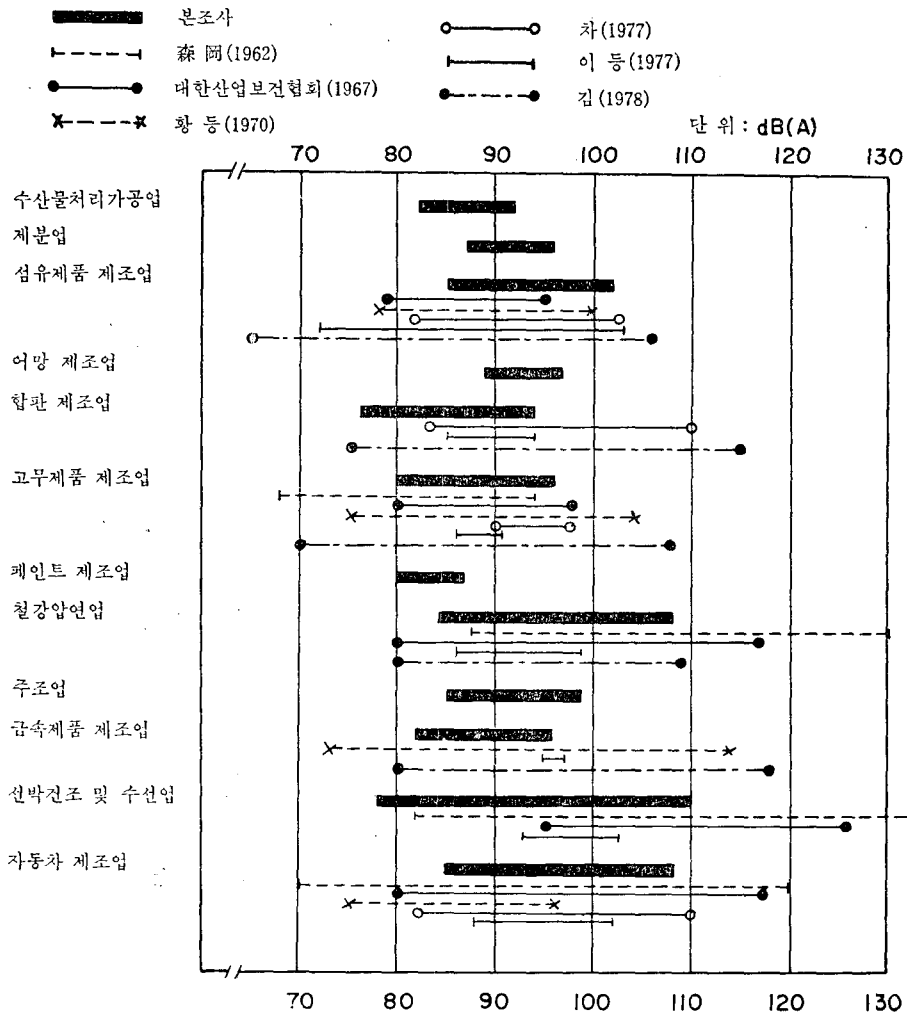 본조사
森岡(1962)
대한산업보건협회(1967)
황 등(1970)
차(1977)
이 등(1977)
김(1978)
단위: dB(A)
70 80 90 100 110 120 130
수산물처리가공업
제분업
섬유제품 제조업
어망 제조업
합판 제조업
고무제품 제조업
페인트 제조업
철강압연업
주조업
금속제품 제조업
선박건조 및 수선업
자동차 제조업
70 80 90 100 110 120 130